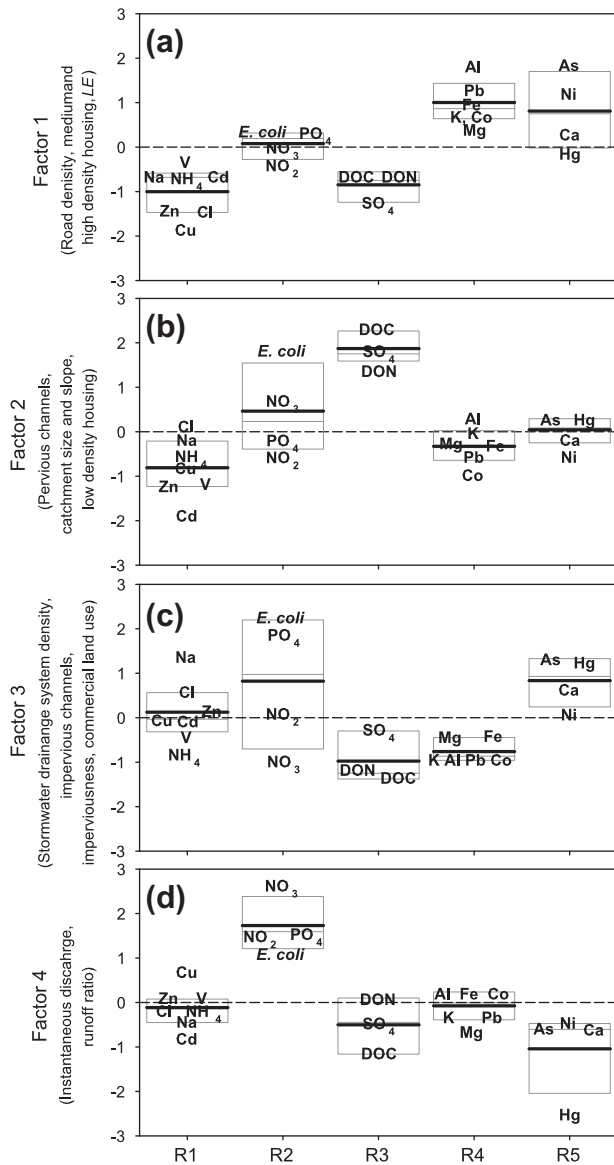 (a)
Factor 1
(Road denisity, mediumand
high density housing, LE)
3
2
1
0
-1
-2
-3
V
Na NH4 Cd
Zn Cl
Cu
E. coli PO4
NO3
NO2
DOC DON
SO4
Al
Pb
Fe
K, Co
Mg
As
Ni
Ca
Hg
(b)
Factor 2
(Pervious channels,
catchment size and slope,
low density housing)
3
2
1
0
-1
-2
-3
Cl
Na
NH4
Cu
Zn V
Cd
E. coli
NO3
PO4
NO2
DOC
SO4
DON
Al
K
Mg Fe
Pb
Co
As Hg
Ca
Ni
(c)
Factor 3
(Stormwater drainange system density,
impervious channels,
imperviousness, commercial land use)
3
2
1
0
-1
-2
-3
Na
Cl
Zn
Cu Cd
V
NH4
E. coli
PO4
NO2
NO3
SO4
DON
DOC
Mg Fe
K Al Pb Co
As Hg
Ca
Ni
(d)
Factor 4
(Instantaneous discahrge,
runoff ratio)
3
2
1
0
-1
-2
-3
Cu
Zn V
Cl NH4
Na
Cd
NO3
NO2 PO4
E. coli
DON
SO4
DOC
Al Fe Co
K Pb
Mg
Ni
As Ca
Hg
R1 R2 R3 R4 R5